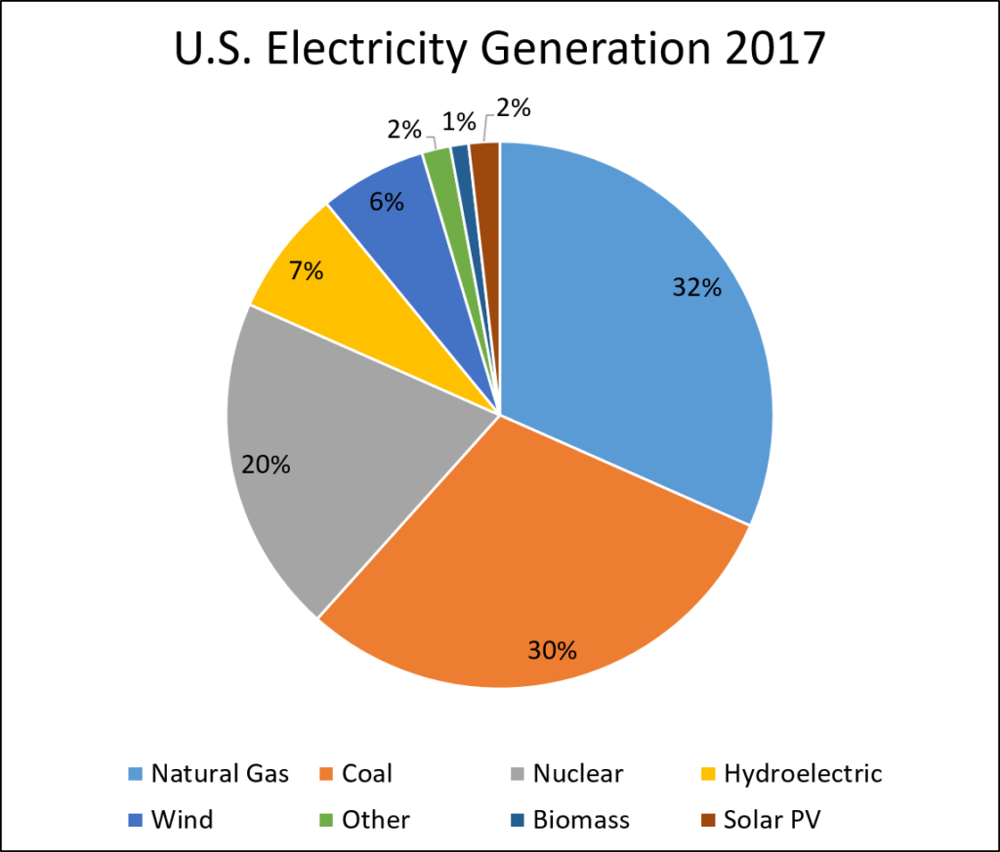 U.S. Electricity Generation 2017
2% 1% 2%
6%
7%
32%
20%
30%
Natural Gas Coal Nuclear Hydroelectric
Wind Other Biomass Solar PV